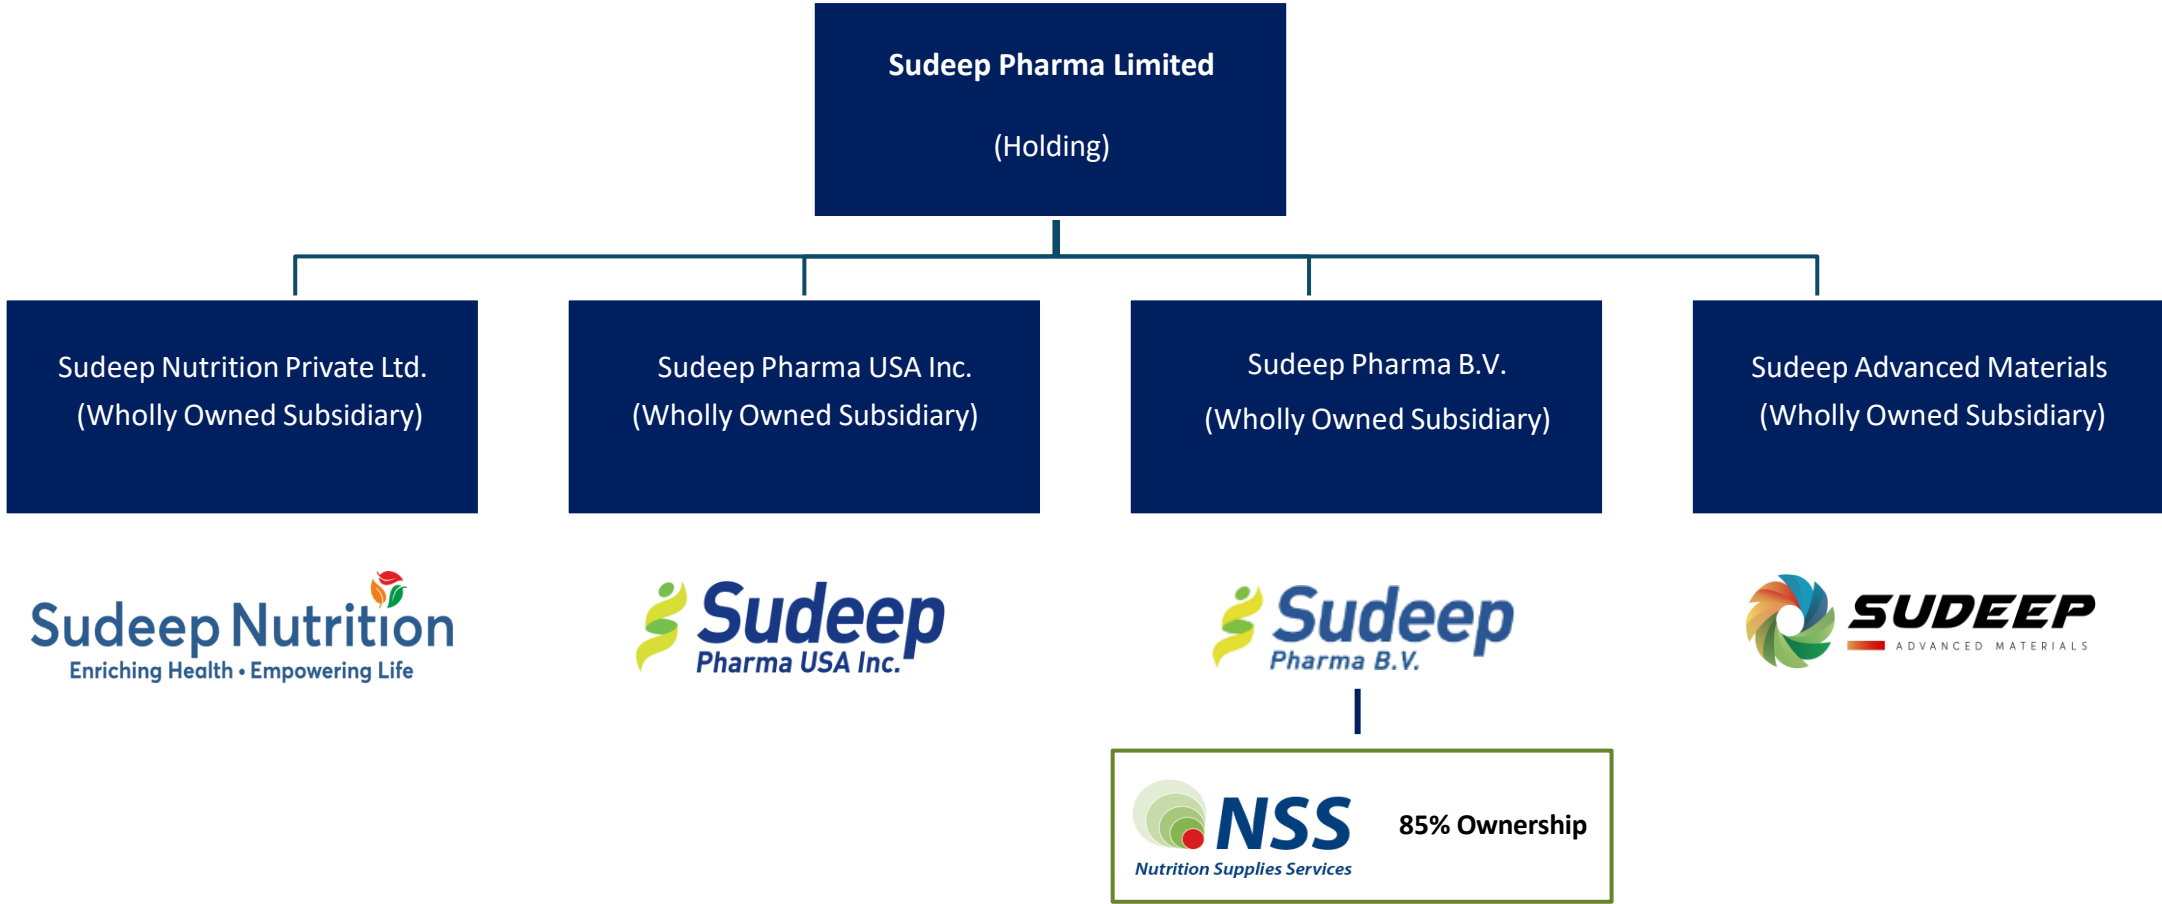 Sudeep Pharma Limited
(Holding)
Sudeep Nutrition Private Ltd.
(Wholly Owned Subsidiary)
Sudeep Pharma USA Inc.
(Wholly Owned Subsidiary)
Sudeep Pharma B.V.
(Wholly Owned Subsidiary)
Sudeep Advanced Materials
(Wholly Owned Subsidiary)
Sudeep Nutrition
Enriching Health • Empowering Life
Sudeep
Pharma USA Inc.
Sudeep
Pharma B.V.
SUDEEP
ADVANCED MATERIALS
NSS
Nutrition Supplies Services
85% Ownership